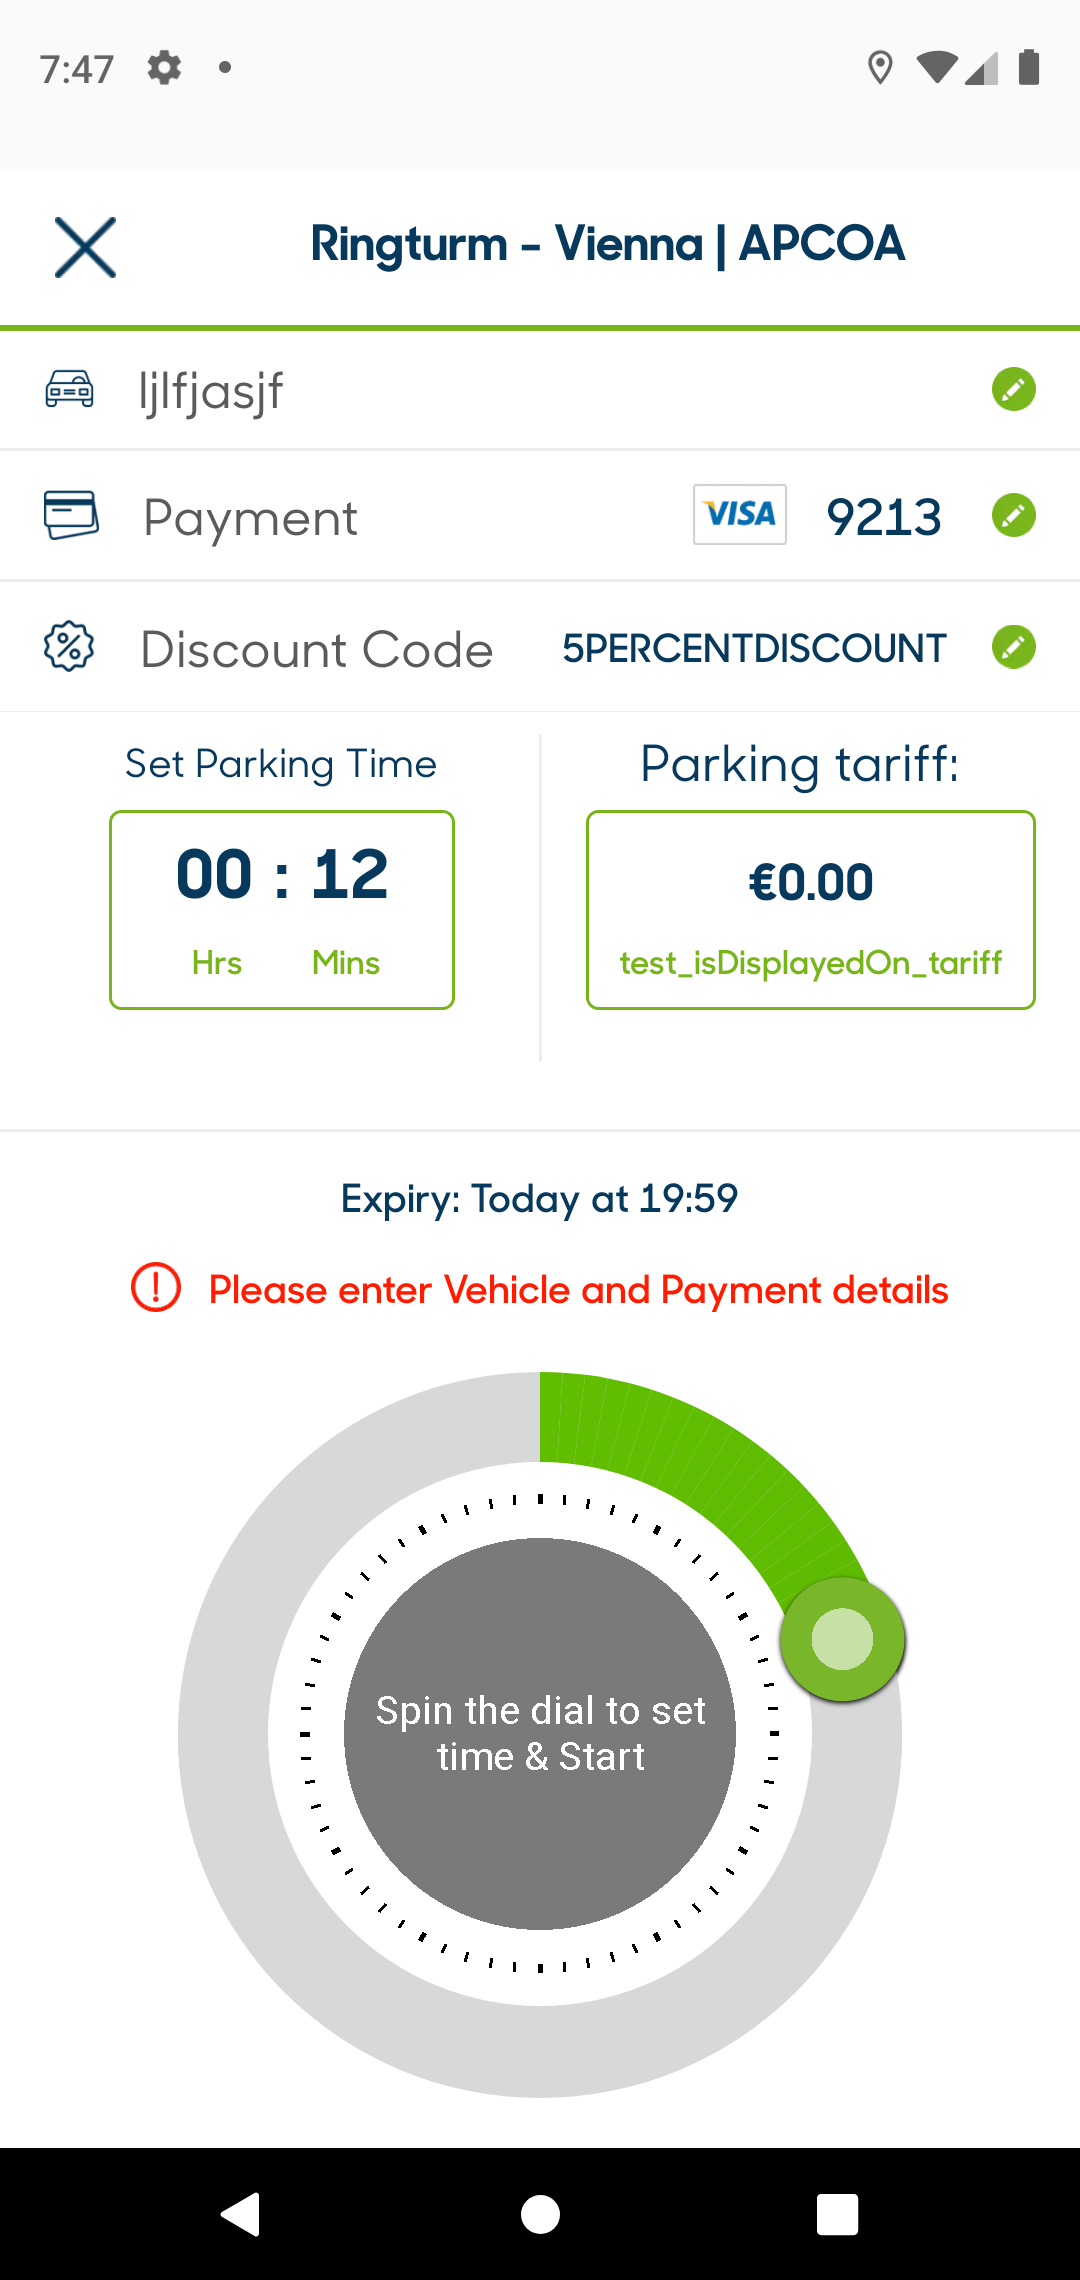 7:47
Ringturm - Vienna | APCOA
ljlfjasjf
Payment VISA 9213
Discount Code 5PERCENTDISCOUNT
Set Parking Time Parking tariff:
00 : 12 €0.00
Hrs Mins test_isDisplayedOn_tariff
Expiry: Today at 19:59
Please enter Vehicle and Payment details
Spin the dial to set
time & Start